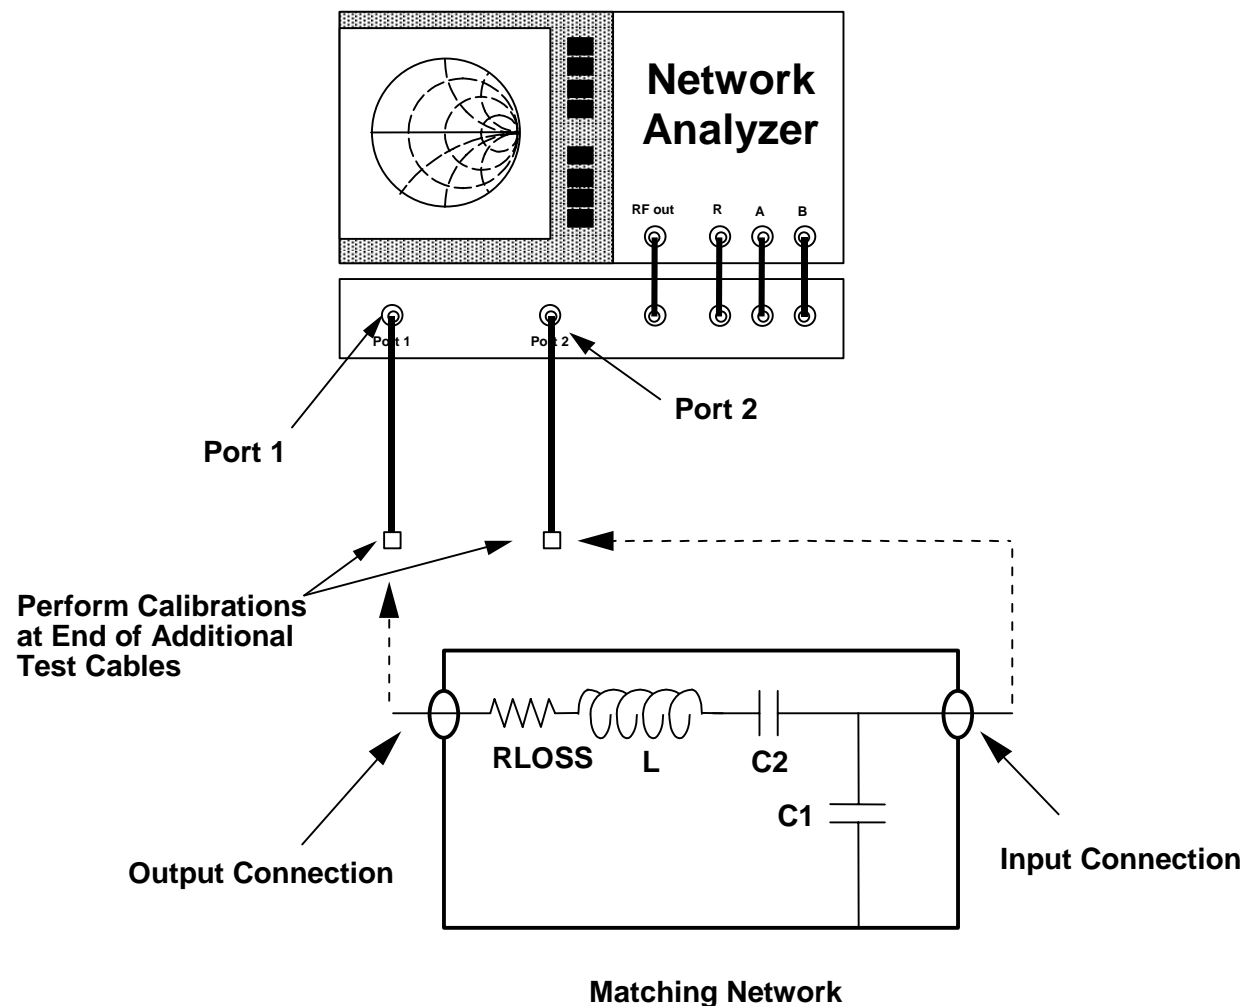 Network
Analyzer
RF out
R
A
B
Port 1
Port 2
Port 2
Port 1
Perform Calibrations
at End of Additional
Test Cables
RLOSS
L
C2
C1
Output Connection
Input Connection
Matching Network